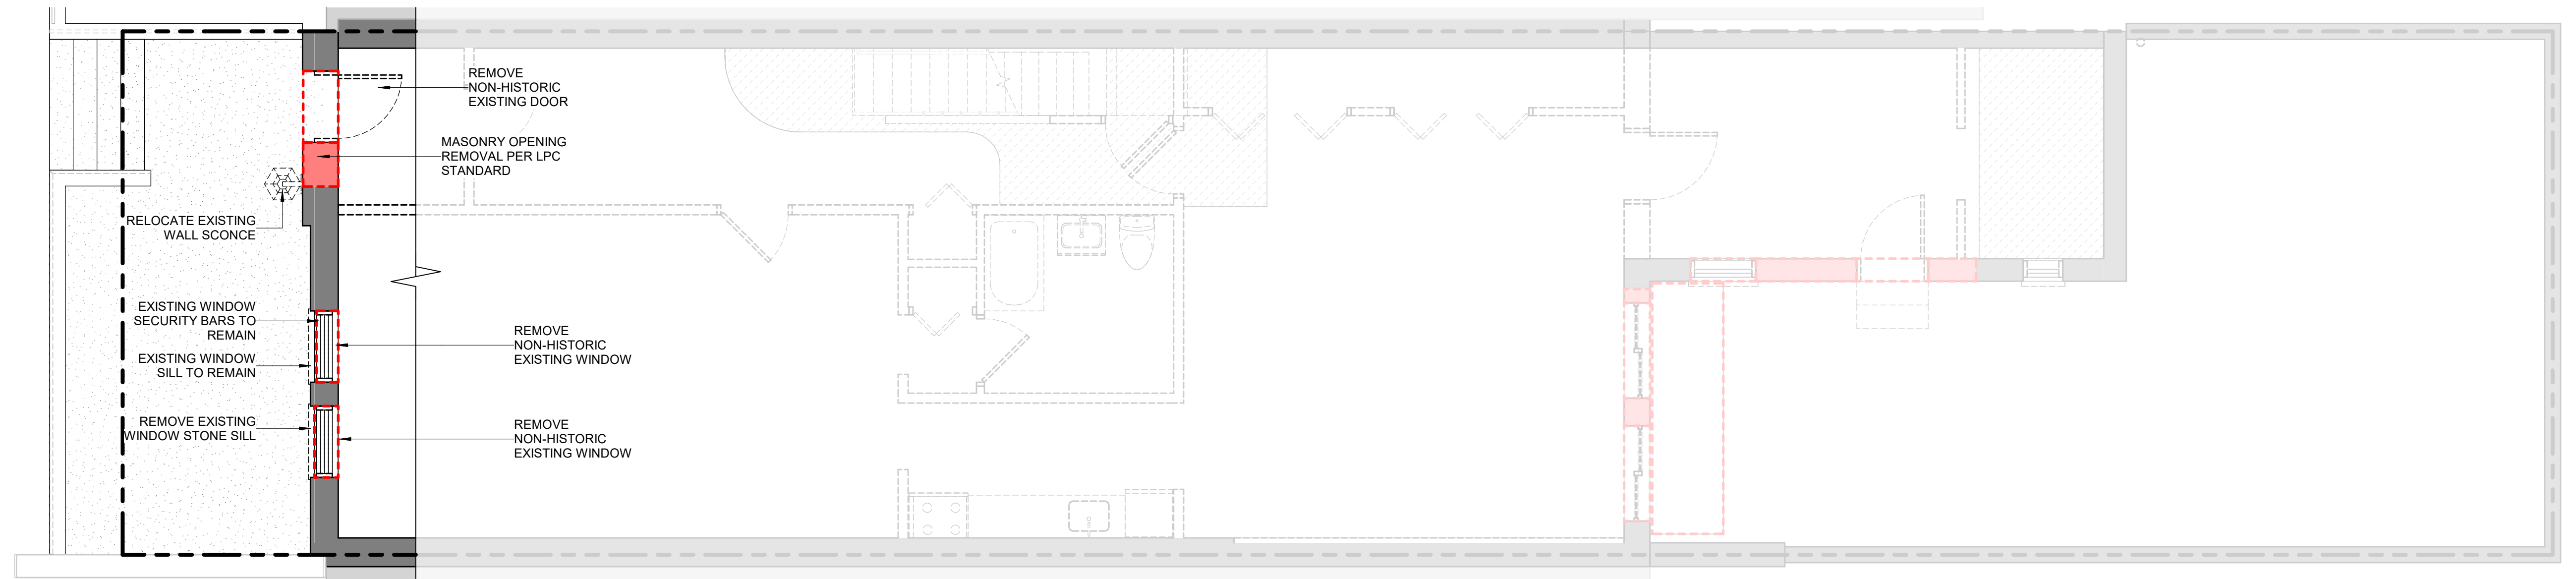 REMOVE
NON-HISTORIC
EXISTING DOOR
MASONRY OPENING
REMOVAL PER LPC
STANDARD
RELOCATE EXISTING
WALL SCONCE
EXISTING WINDOW
SECURITY BARS TO
REMAIN
EXISTING WINDOW
SILL TO REMAIN
REMOVE EXISTING
WINDOW STONE SILL
REMOVE
NON-HISTORIC
EXISTING WINDOW
REMOVE
NON-HISTORIC
EXISTING WINDOW